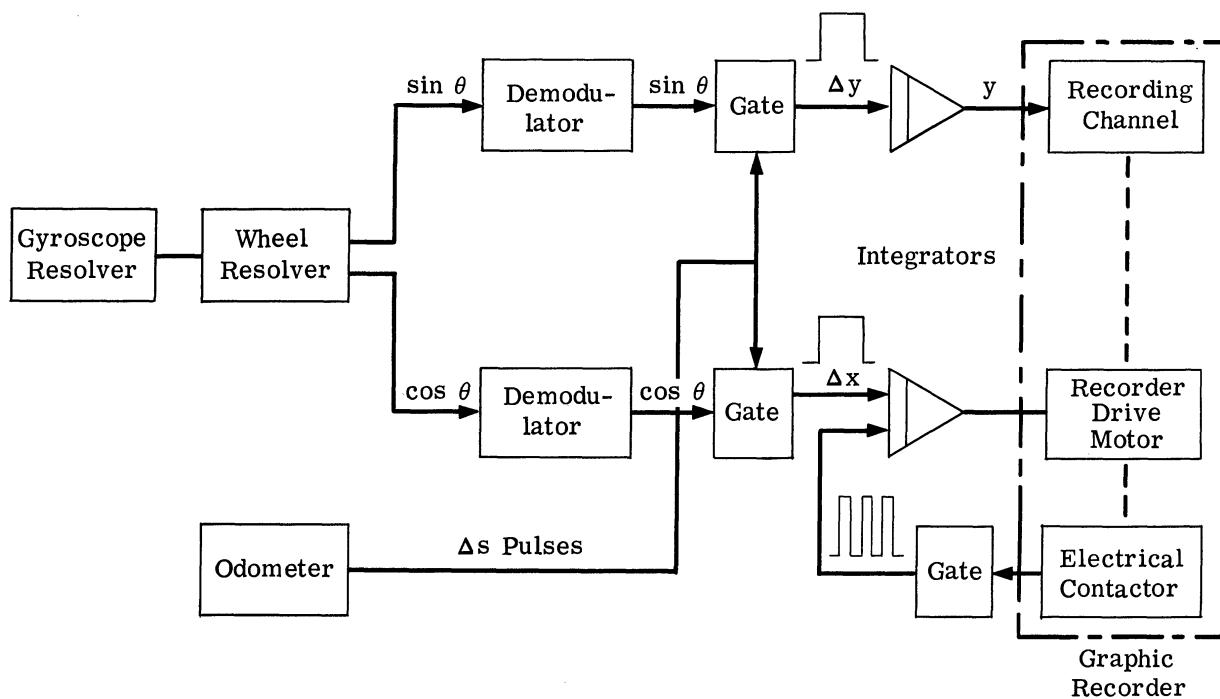 Gyroscope
Resolver
Wheel
Resolver
sin θ
Demodu-
lator
sin θ
Gate
Δy
y
Recording
Channel
Integrators
cos θ
Demodu-
lator
cos θ
Gate
Δx
Recorder
Drive
Motor
Odometer
Δs Pulses
Gate
Electrical
Contactor
Graphic
Recorder